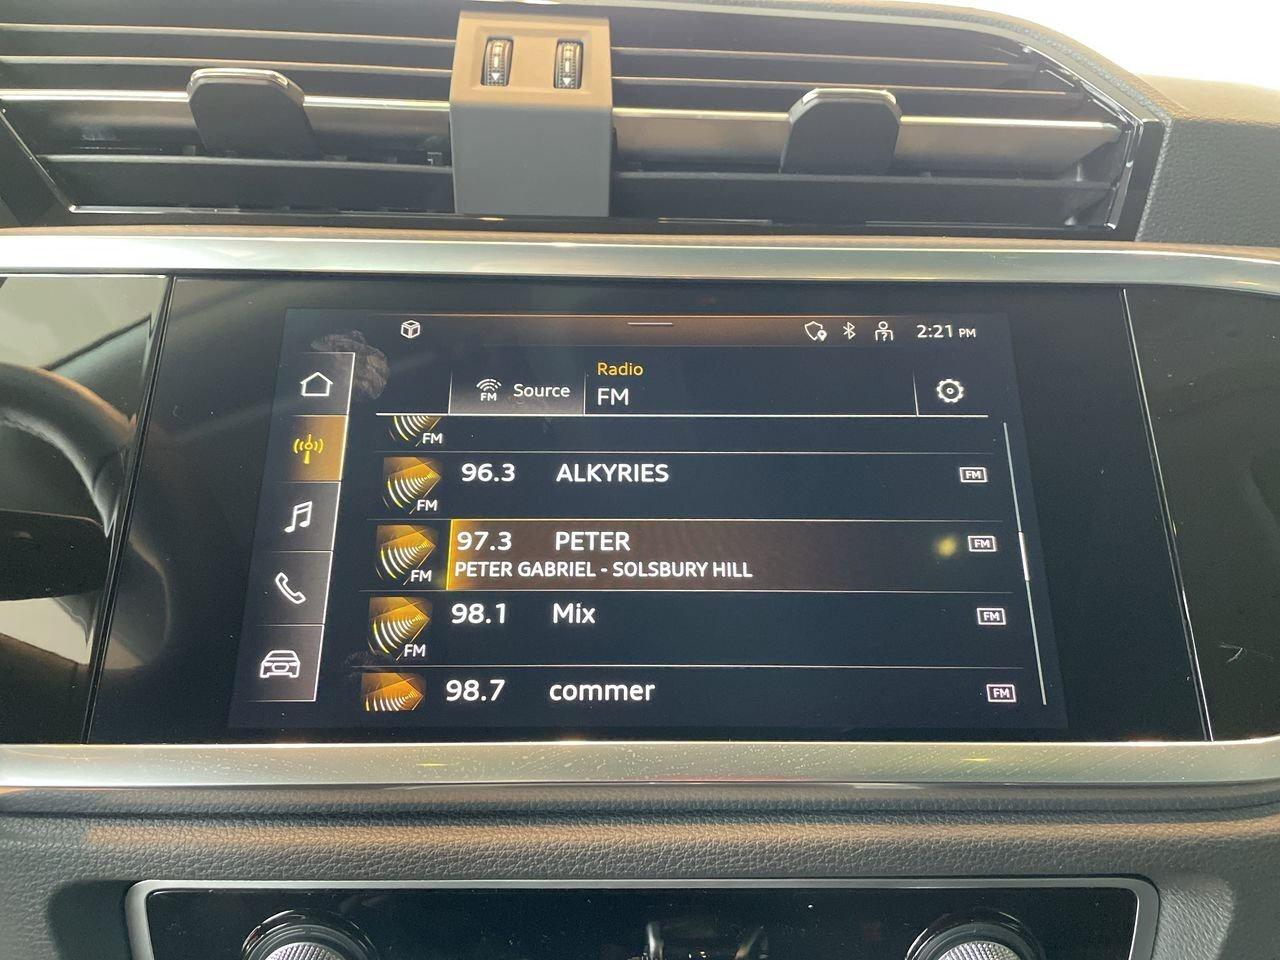 2:21 PM
Radio
FM Source FM
FM
96.3 ALKYRIES FM
FM
97.3 PETER FM
PETER GABRIEL - SOLSBURY HILL
FM
98.1 Mix FM
FM
98.7 commer FM